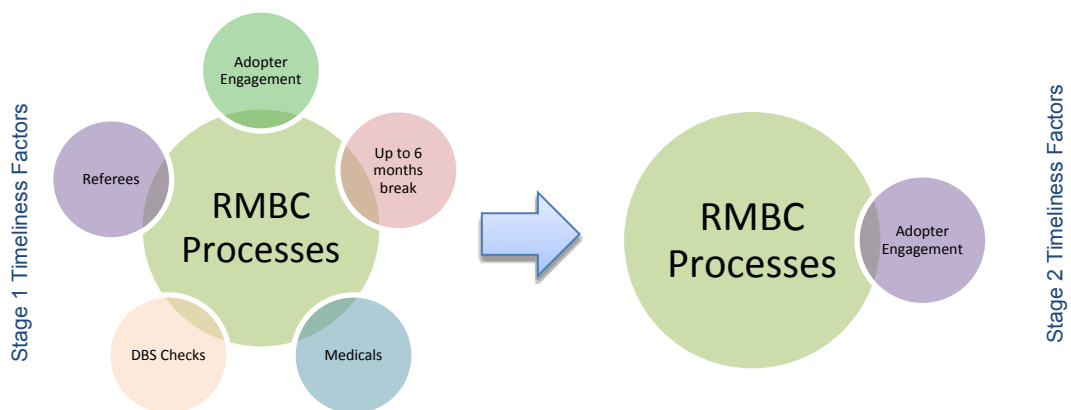 Stage 1 Timeliness Factors
Adopter
Engagement
Referees
Up to 6
months
break
RMBC
Processes
DBS Checks
Medicals
RMBC
Processes
Adopter
Engagement
Stage 2 Timeliness Factors